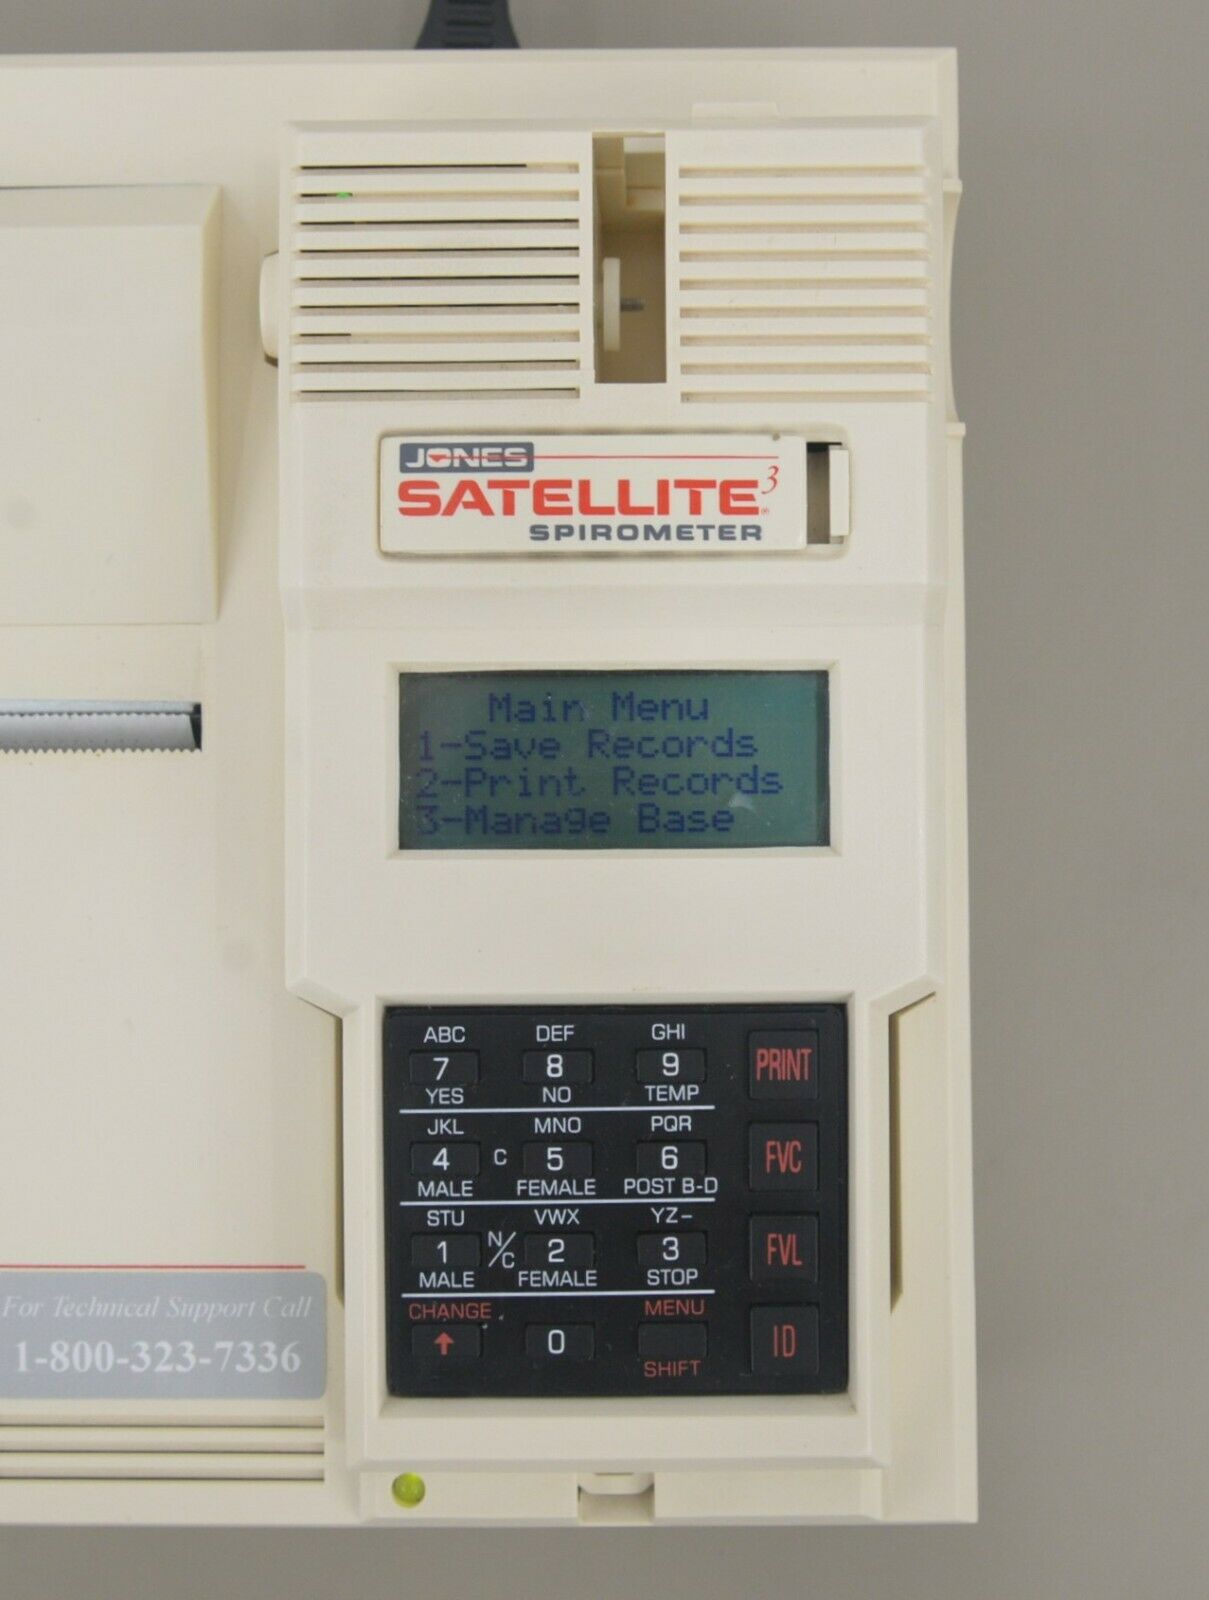 JONES
SATELLITE3®
SPIROMETER
Main Menu
1-Save Records
2-Print Records
3-Manage Base
ABC DEF GHI
7 8 9 PRINT
YES NO TEMP
JKL MNO PQR
4 C 5 6 FVC
MALE FEMALE POST B-D
STU VWX YZ-
1 N/C 2 3 FVL
MALE FEMALE STOP
CHANGE MENU
↑ 0 ID
SHIFT
For Technical Support Call
1-800-323-7336